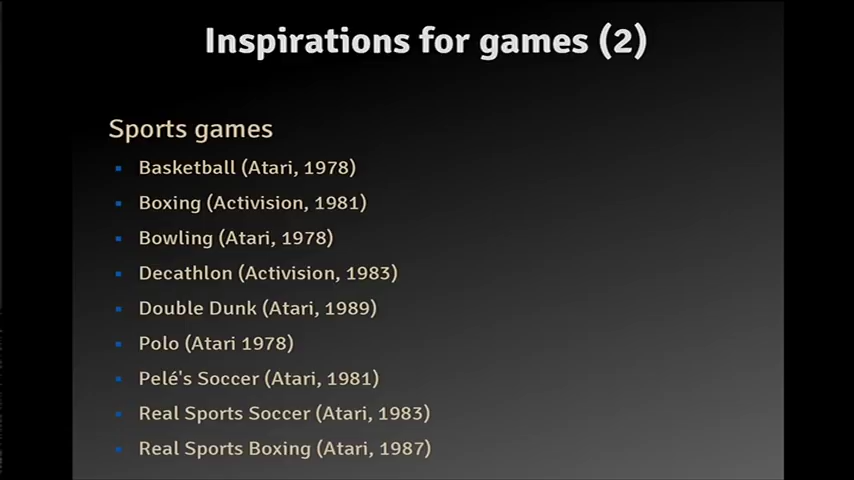 Inspirations for games (2)
Sports games
Basketball (Atari, 1978)
Boxing (Activision, 1981)
Bowling (Atari, 1978)
Decathlon (Activision, 1983)
Double Dunk (Atari, 1989)
Polo (Atari 1978)
Pelé's Soccer (Atari, 1981)
Real Sports Soccer (Atari, 1983)
Real Sports Boxing (Atari, 1987)